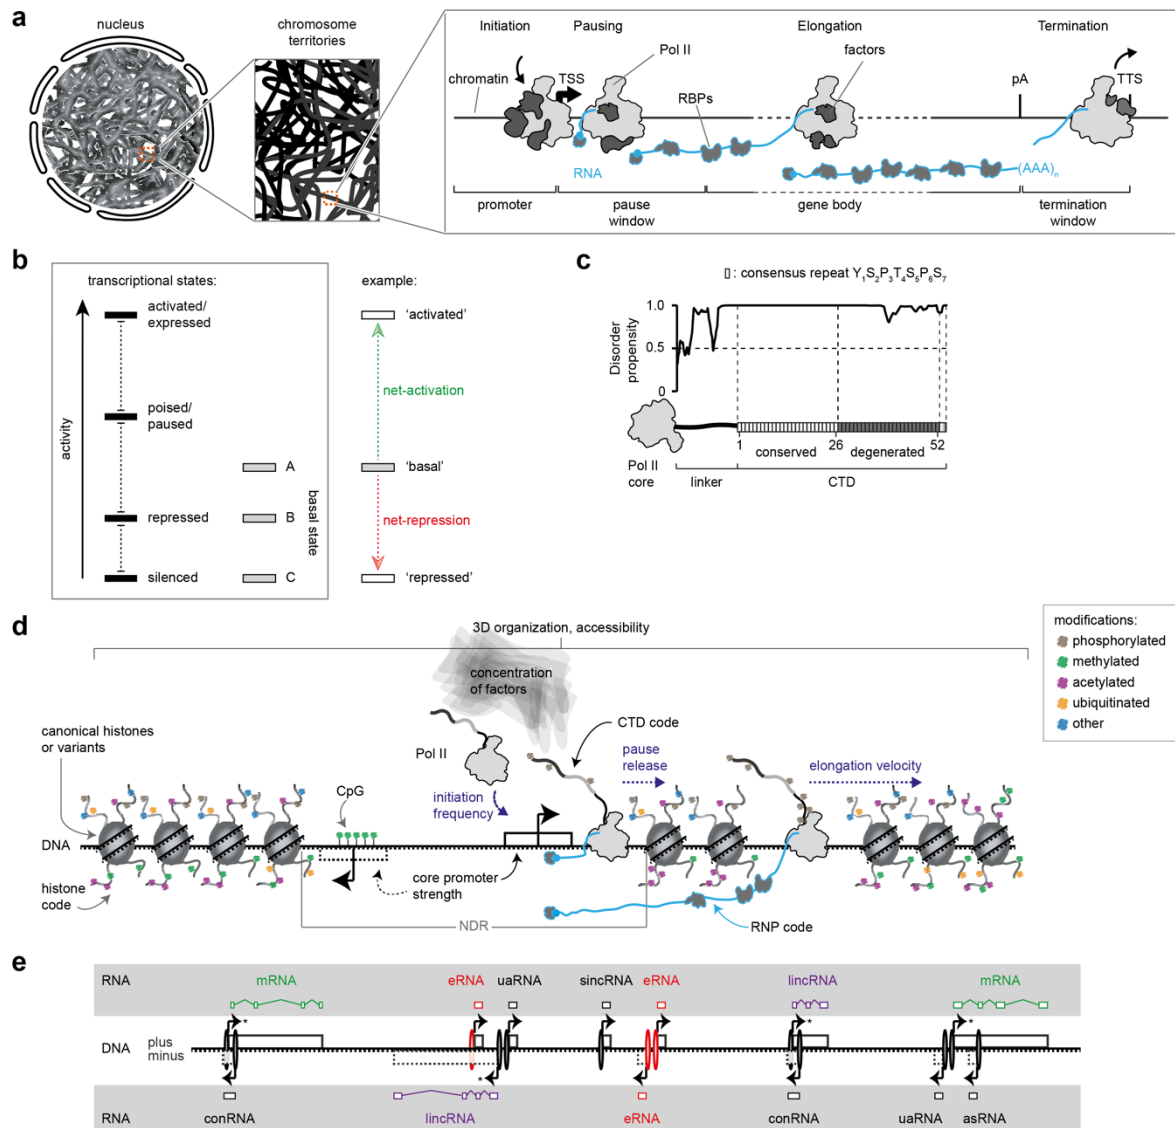 a
nucleus
chromosome
territories
Initiation
Pausing
Elongation
Termination
Pol II
factors
chromatin
TSS
RBPs
pA
TTS
RNA
(AAA)n
promoter
pause
window
gene body
termination
window
b
transcriptional states:
activated/
expressed
poised/
paused
repressed
silenced
activity
A
B
C
basal state
example:
'activated'
net-activation
'basal'
net-repression
'repressed'
c
: consensus repeat Y1S2P3T4S5P6S7
Disorder
propensity
1.0
0.5
0
1
26
52
conserved
degenerated
Pol II
core
linker
CTD
d
3D organization, accessibility
concentration
of factors
modifications:
phosphorylated
methylated
acetylated
ubiquitinated
other
canonical histones
or variants
Pol II
CTD code
pause
release
elongation velocity
CpG
initiation
frequency
DNA
histone
code
core promoter
strength
NDR
RNP code
e
RNA
mRNA
eRNA
uaRNA
sincRNA
eRNA
lincRNA
mRNA
DNA
plus
minus
*
*
*
*
RNA
conRNA
lincRNA
eRNA
conRNA
uaRNA
asRNA